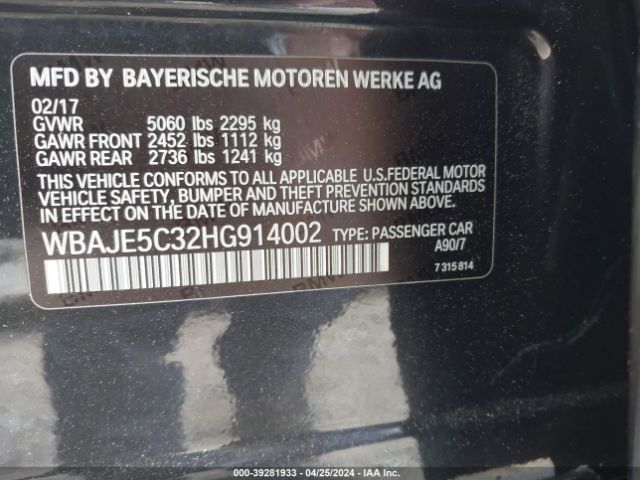 MFD BY BAYERISCHE MOTOREN WERKE AG
02/17
GVWR 5060 lbs 2295 kg
GAWR FRONT 2452 lbs 1112 kg
GAWR REAR 2736 lbs 1241 kg
THIS VEHICLE CONFORMS TO ALL APPLICABLE U.S.FEDERAL MOTOR
VEHICLE SAFETY, BUMPER AND THEFT PREVENTION STANDARDS
IN EFFECT ON THE DATE OF MANUFACTURE SHOWN ABOVE.
WBAJE5C32HG914002 TYPE: PASSENGER CAR
A90/7
7 315 814
000-39281933 - 04/25/2024 - IAA Inc.